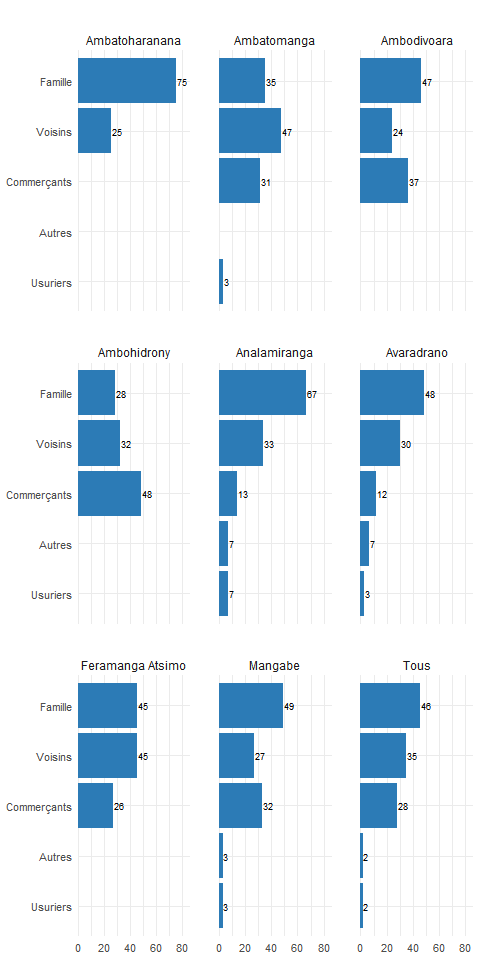 Ambatoharanana Ambatomanga Ambodivoara
Famille 75 35 47
Voisins 25 47 24
Commerçants 31 37
Autres
Usuriers 3
Ambohidrony Analamiranga Avaradrano
Famille 28 67 48
Voisins 32 33 30
Commerçants 48 13 12
Autres 7 7
Usuriers 7 3
Feramanga Atsimo Mangabe Tous
Famille 45 49 46
Voisins 45 27 35
Commerçants 26 32 28
Autres 3 2
Usuriers 3 2
0 20 40 60 80 0 20 40 60 80 0 20 40 60 80